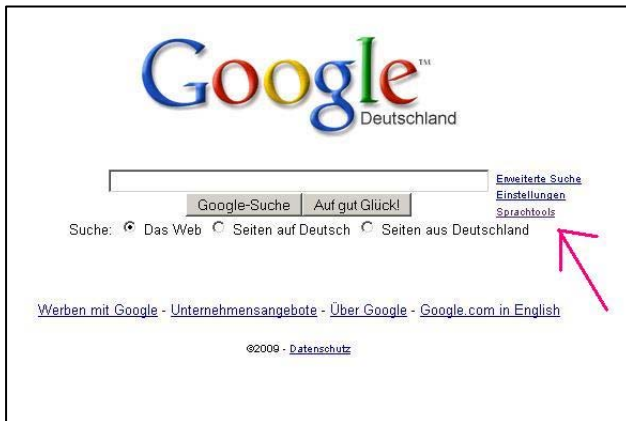 Google™
Deutschland
Erweiterte Suche
Einstellungen
Sprachtools
Google-Suche Auf gut Glück!
Suche: Das Web Seiten auf Deutsch Seiten aus Deutschland
Werben mit Google - Unternehmensangebote - Über Google - Google.com in English
©2009 - Datenschutz